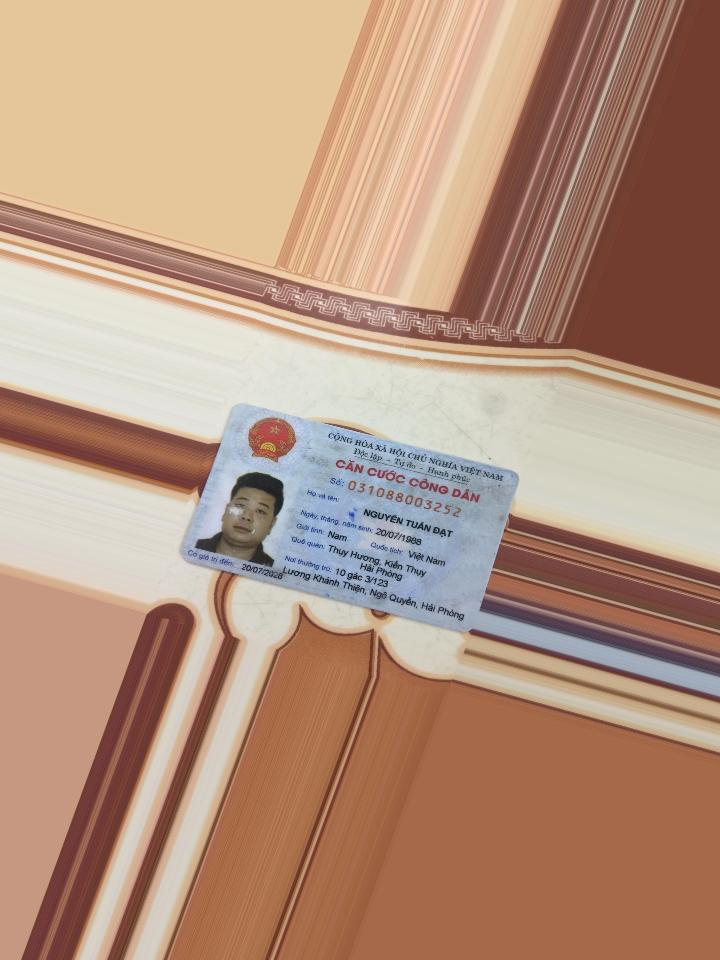 CỘNG HÒA XÃ HỘI CHỦ NGHĨA VIỆT NAM
Độc lập - Tự do - Hạnh phúc
CĂN CƯỚC CÔNG DÂN
Số: 031088003252
Họ và tên:
NGUYỄN TUẤN ĐẠT
Ngày, tháng, năm sinh: 20/07/1988
Giới tính: Nam Quốc tịch: Việt Nam
Quê quán: Thụy Hương, Kiến Thụy
Hải Phòng
Nơi thường trú: 10 gác 3/123
Lương Khánh Thiện, Ngô Quyền, Hải Phòng
Có giá trị đến: 20/07/2028